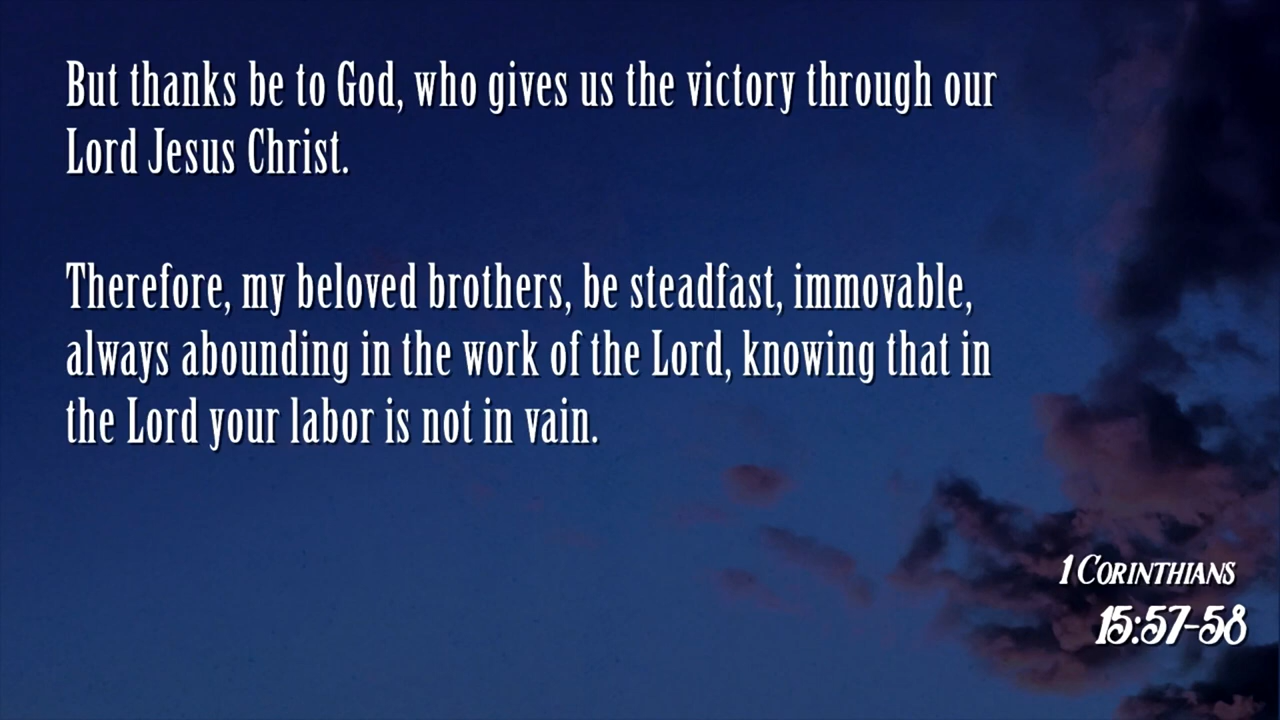 But thanks be to God, who gives us the victory through our
Lord Jesus Christ.
Therefore, my beloved brothers, be steadfast, immovable,
always abounding in the work of the Lord, knowing that in
the Lord your labor is not in vain.
1 CORINTHIANS
15:57-58